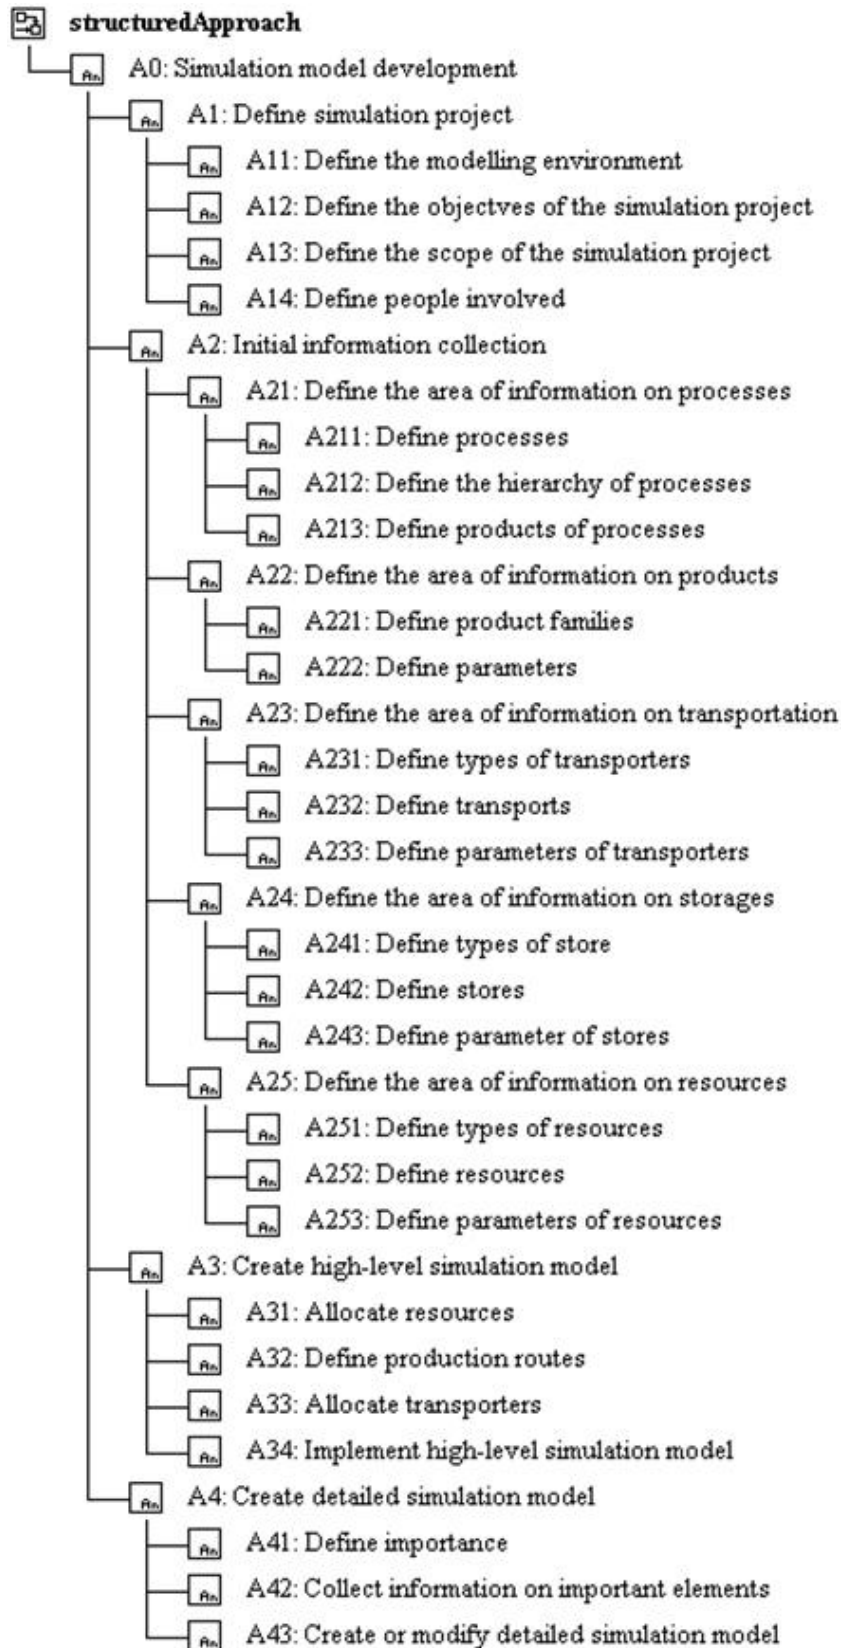 structuredApproach
A0: Simulation model development
A1: Define simulation project
A11: Define the modelling environment
A12: Define the objectves of the simulation project
A13: Define the scope of the simulation project
A14: Define people involved
A2: Initial information collection
A21: Define the area of information on processes
A211: Define processes
A212: Define the hierarchy of processes
A213: Define products of processes
A22: Define the area of information on products
A221: Define product families
A222: Define parameters
A23: Define the area of information on transportation
A231: Define types of transporters
A232: Define transports
A233: Define parameters of transporters
A24: Define the area of information on storages
A241: Define types of store
A242: Define stores
A243: Define parameter of stores
A25: Define the area of information on resources
A251: Define types of resources
A252: Define resources
A253: Define parameters of resources
A3: Create high-level simulation model
A31: Allocate resources
A32: Define production routes
A33: Allocate transporters
A34: Implement high-level simulation model
A4: Create detailed simulation model
A41: Define importance
A42: Collect information on important elements
A43: Create or modify detailed simulation model